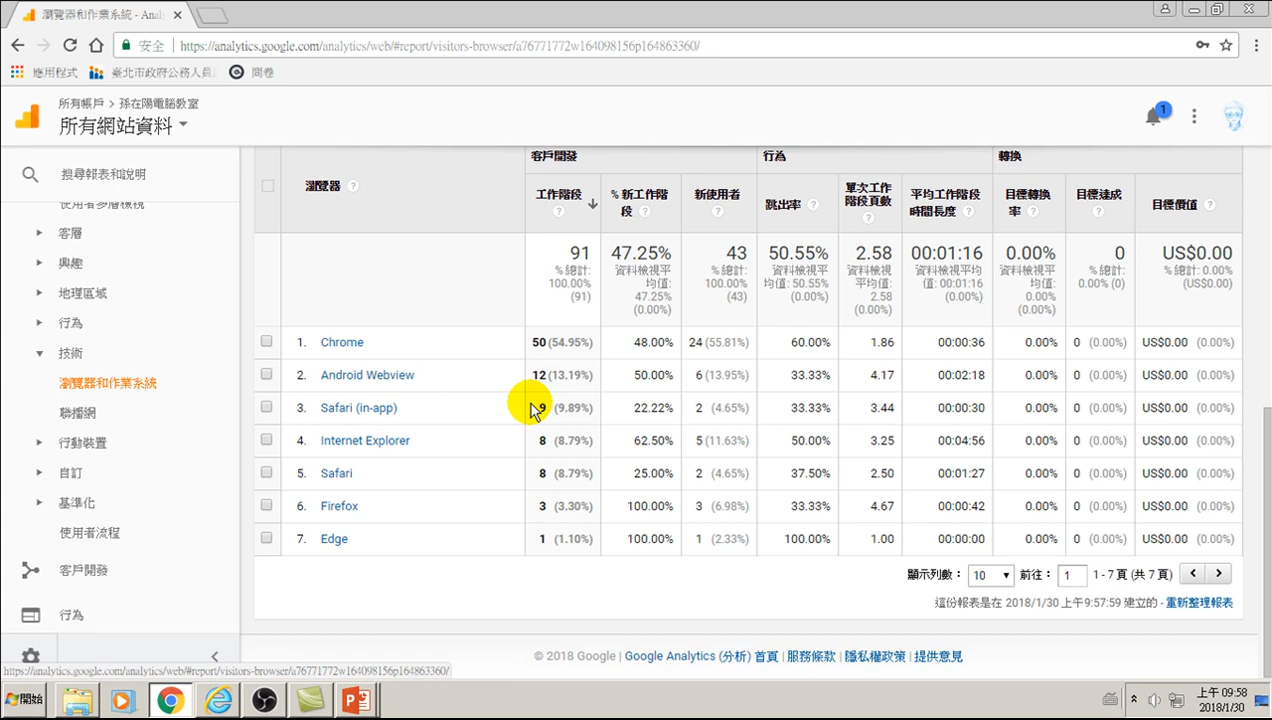 瀏覽器和作業系統 - Anal
安全 https://analytics.google.com/analytics/web/#report/visitors-browser/a76771772w164098156p164863360/
應用程式 臺北市政府公務人員 問卷
所有帳戶 > 孫在陽電腦教室
所有網站資料
1
搜尋報表和說明
使用者多層檢視
客層
興趣
地理區域
行為
技術
瀏覽器和作業系統
聯播網
行動裝置
自訂
基準化
使用者流程
客戶開發
行為
客戶開發 行為 轉換
瀏覽器 ?
工作階段 ?
% 新工作階
段 ?
新使用者 ?
跳出率 ?
單次工作
階段頁數 ?
平均工作階段
時間長度 ?
目標轉換
率 ?
目標達成 ?
目標價值 ?
91
% 總計:
100.00%
(91)
47.25%
資料檢視平
均值:
47.25%
(0.00%)
43
% 總計:
100.00%
(43)
50.55%
資料檢視平
均值: 50.55%
(0.00%)
2.58
資料檢視
平均值:
2.58
(0.00%)
00:01:16
資料檢視平均
值: 00:01:16
(0.00%)
0.00%
資料檢視平
均值:
0.00%
(0.00%)
0
% 總計:
0.00% (0)
US$0.00
% 總計: 0.00%
(US$0.00)
1. Chrome 50 (54.95%) 48.00% 24 (55.81%) 60.00% 1.86 00:00:36 0.00% 0 (0.00%) US$0.00 (0.00%)
2. Android Webview 12 (13.19%) 50.00% 6 (13.95%) 33.33% 4.17 00:02:18 0.00% 0 (0.00%) US$0.00 (0.00%)
3. Safari (in-app) 9 (9.89%) 22.22% 2 (4.65%) 33.33% 3.44 00:00:30 0.00% 0 (0.00%) US$0.00 (0.00%)
4. Internet Explorer 8 (8.79%) 62.50% 5 (11.63%) 50.00% 3.25 00:04:56 0.00% 0 (0.00%) US$0.00 (0.00%)
5. Safari 8 (8.79%) 25.00% 2 (4.65%) 37.50% 2.50 00:01:27 0.00% 0 (0.00%) US$0.00 (0.00%)
6. Firefox 3 (3.30%) 100.00% 3 (6.98%) 33.33% 4.67 00:00:42 0.00% 0 (0.00%) US$0.00 (0.00%)
7. Edge 1 (1.10%) 100.00% 1 (2.33%) 100.00% 1.00 00:00:00 0.00% 0 (0.00%) US$0.00 (0.00%)
顯示列數： 10 前往： 1 1 - 7 頁 (共 7 頁)
這份報表是在 2018/1/30 上午9:57:59 建立的 - 重新整理報表
© 2018 Google | Google Analytics (分析) 首頁 | 服務條款 | 隱私權政策 | 提供意見
https://analytics.google.com/analytics/web/#report/visitors-browser/a76771772w164098156p164863360/
開始
上午 09:58
2018/1/30